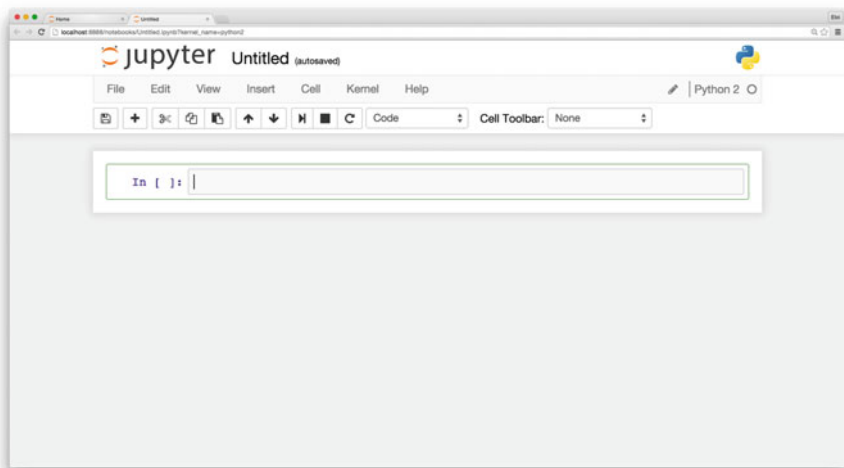 Home Untitled Elor
localhost:8888/notebooks/Untitled.ipynb?kernel_name=python2
jupyter Untitled (autosaved)
File Edit View Insert Cell Kernel Help Python 2
Code Cell Toolbar: None
In [ ]: